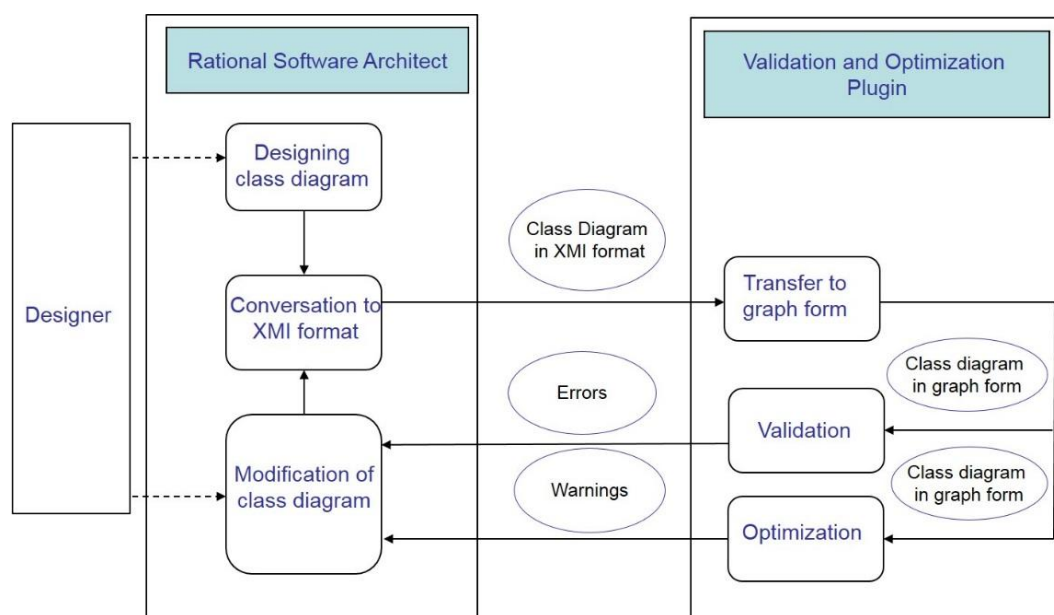 Rational Software Architect
Validation and Optimization
Plugin
Designer
Designing
class diagram
Class Diagram
in XMI format
Conversation to
XMI format
Transfer to
graph form
Class diagram
in graph form
Errors
Validation
Modification of
class diagram
Warnings
Class diagram
in graph form
Optimization